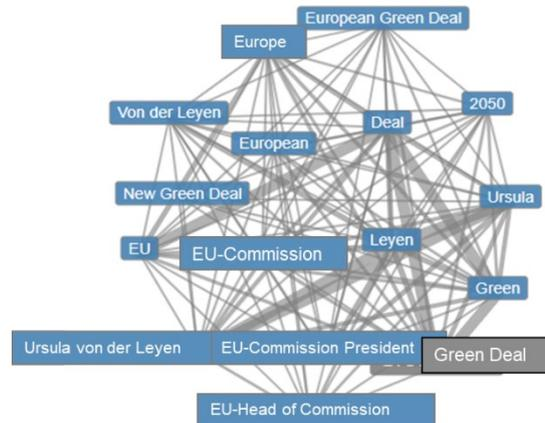 European Green Deal
Europe
2050
Von der Leyen
Deal
European
New Green Deal
Ursula
EU
Leyen
EU-Commission
Green
Ursula von der Leyen
EU-Commission President
Green Deal
EU-Head of Commission